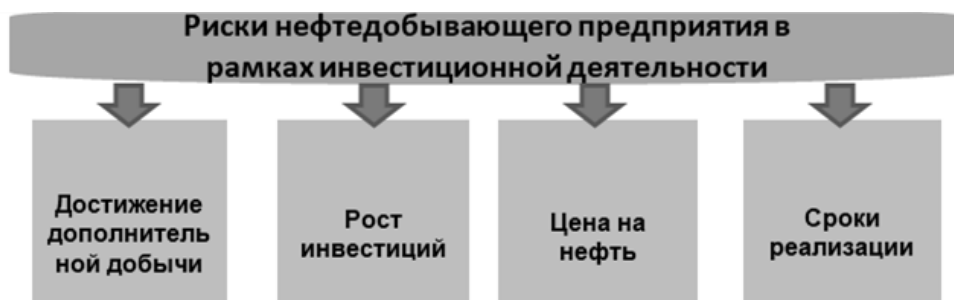 Риски нефтедобывающего предприятия в
рамках инвестиционной деятельности
Достижение
дополнитель
ной добычи
Рост
инвестиций
Цена на
нефть
Сроки
реализации